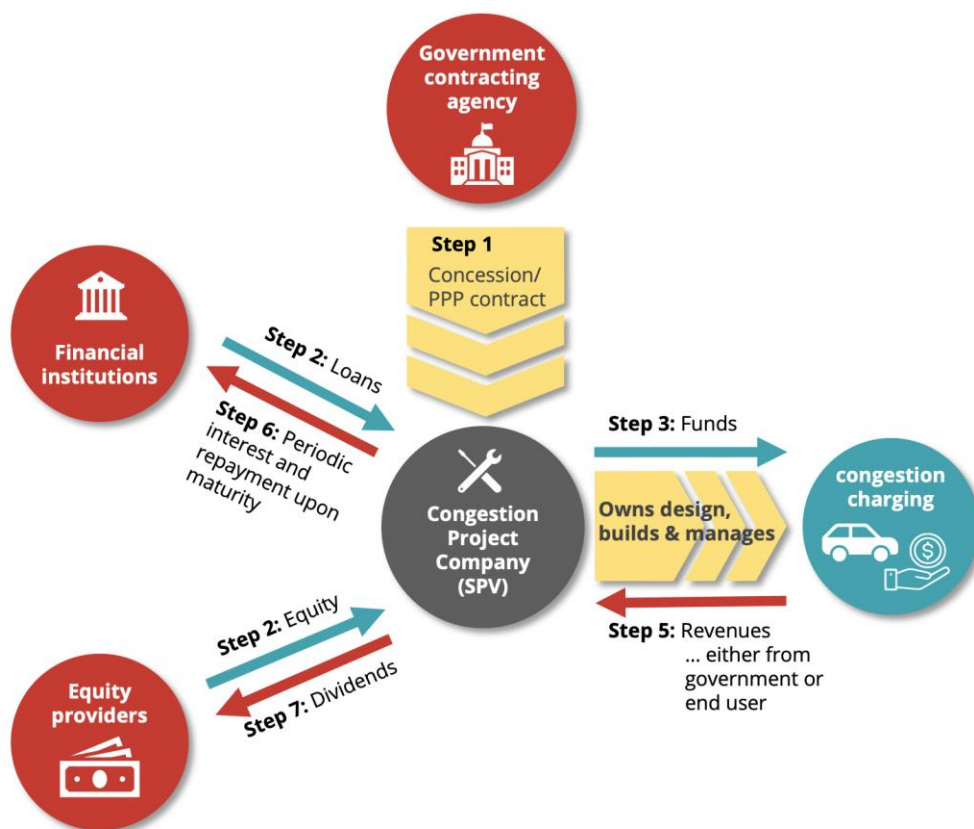 Government
contracting
agency
Step 1
Concession/
PPP contract
Financial
institutions
Step 2: Loans
Step 6: Periodic
interest and
repayment upon
maturity
Congestion
Project
Company
(SPV)
Step 3: Funds
Owns design,
builds & manages
congestion
charging
$
Step 5: Revenues
... either from
government or
end user
Step 2: Equity
Step 7: Dividends
Equity
providers